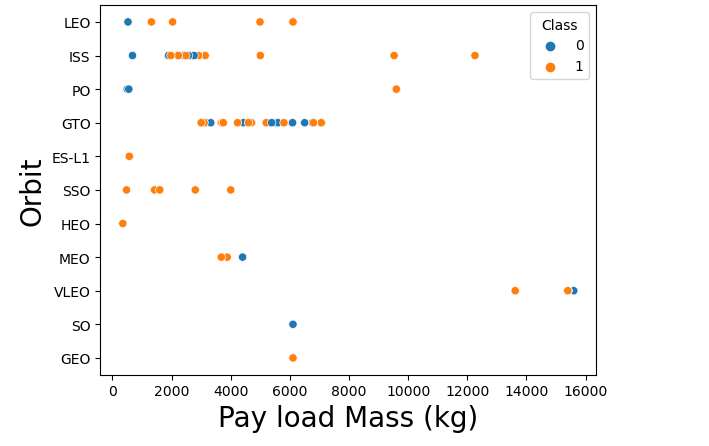 LEO
ISS
PO
GTO
ES-L1
SSO
HEO
MEO
VLEO
SO
GEO
Orbit
Class
0
1
0 2000 4000 6000 8000 10000 12000 14000 16000
Pay load Mass (kg)